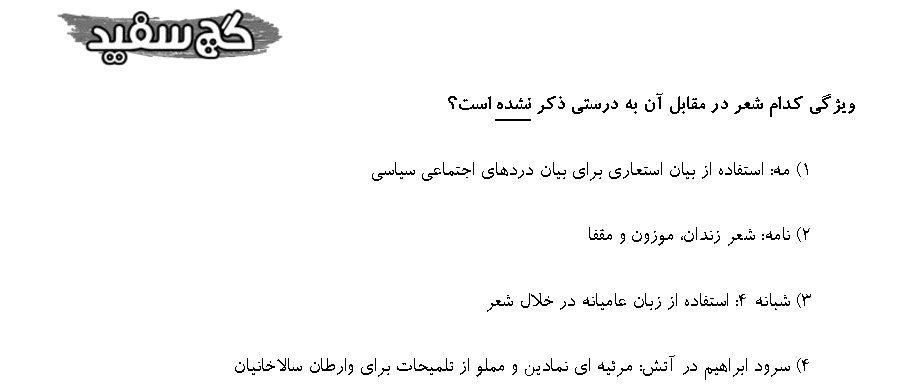 گچ سفید
ویژگی کدام شعر در مقابل آن به درستی ذکر نشده است؟
۱) مه: استفاده از بیان استعاری برای بیان دردهای اجتماعی سیاسی
۲) نامه: شعر زندان، موزون و مقفا
۳) شبانه ۴: استفاده از زبان عامیانه در خلال شعر
۴) سرود ابراهیم در آتش: مرثیه ای نمادین و مملو از تلمیحات برای وارطان سالاخانیان